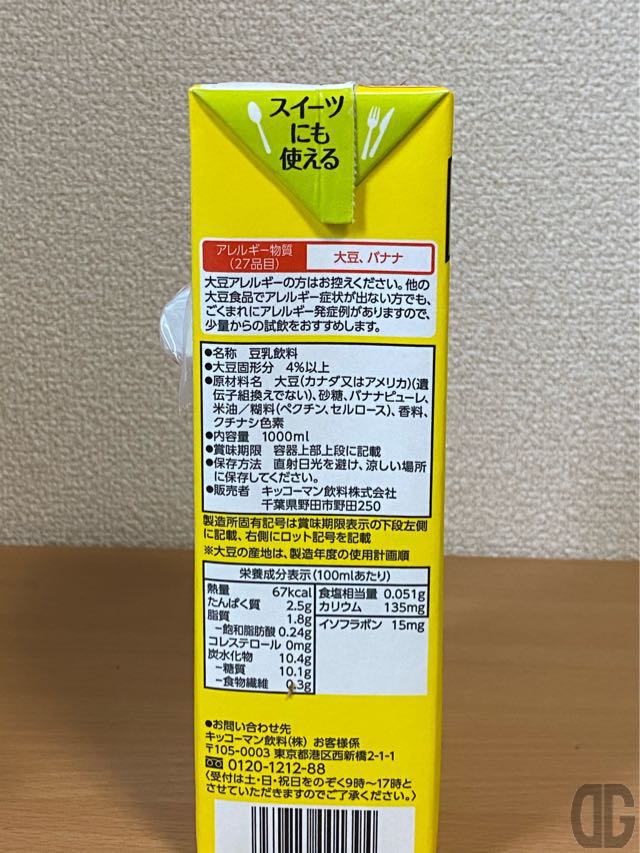 スイーツ
にも
使える
アレルギー物質
(27品目)
大豆、バナナ
大豆アレルギーの方はお控えください。他の
大豆食品でアレルギー症状が出ない方でも、
ごくまれにアレルギー発症例がありますので、
少量からの試飲をおすすめします。
●名称 豆乳飲料
●大豆固形分 4%以上
●原材料名 大豆(カナダ又はアメリカ)(遺
伝子組換えでない)、砂糖、バナナピューレ、
米油/糊料(ペクチン、セルロース)、香料、
クチナシ色素
●内容量 1000ml
●賞味期限 容器上部上段に記載
●保存方法 直射日光を避け、涼しい場所
に保存してください。
●販売者 キッコーマン飲料株式会社
千葉県野田市野田250
製造所固有記号は賞味期限表示の下段左側
に記載、右側にロット記号を記載
※大豆の産地は、製造年度の使用計画順
栄養成分表示(100mlあたり)
熱量 67kcal
たんぱく質 2.5g
脂質 1.8g
−飽和脂肪酸 0.24g
コレステロール 0mg
炭水化物 10.4g
−糖質 10.1g
−食物繊維 0.3g
食塩相当量 0.051g
カリウム 135mg
イソフラボン 15mg
●お問い合わせ先
キッコーマン飲料(株) お客様係
〒105-0003 東京都港区西新橋2-1-1
0120-1212-88
〈受付は土・日・祝日をのぞく9時〜17時と
させていただきますのでご了承ください。〉
DG